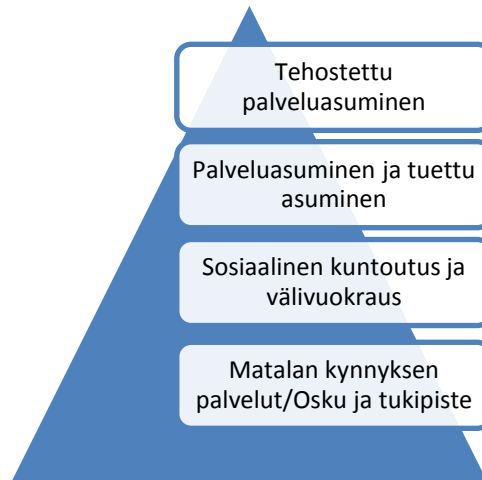 Tehostettu
palveluasuminen
Palveluasuminen ja tuettu
asuminen
Sosiaalinen kuntoutus ja
välivuokraus
Matalan kynnyksen
palvelut/Osku ja tukipiste